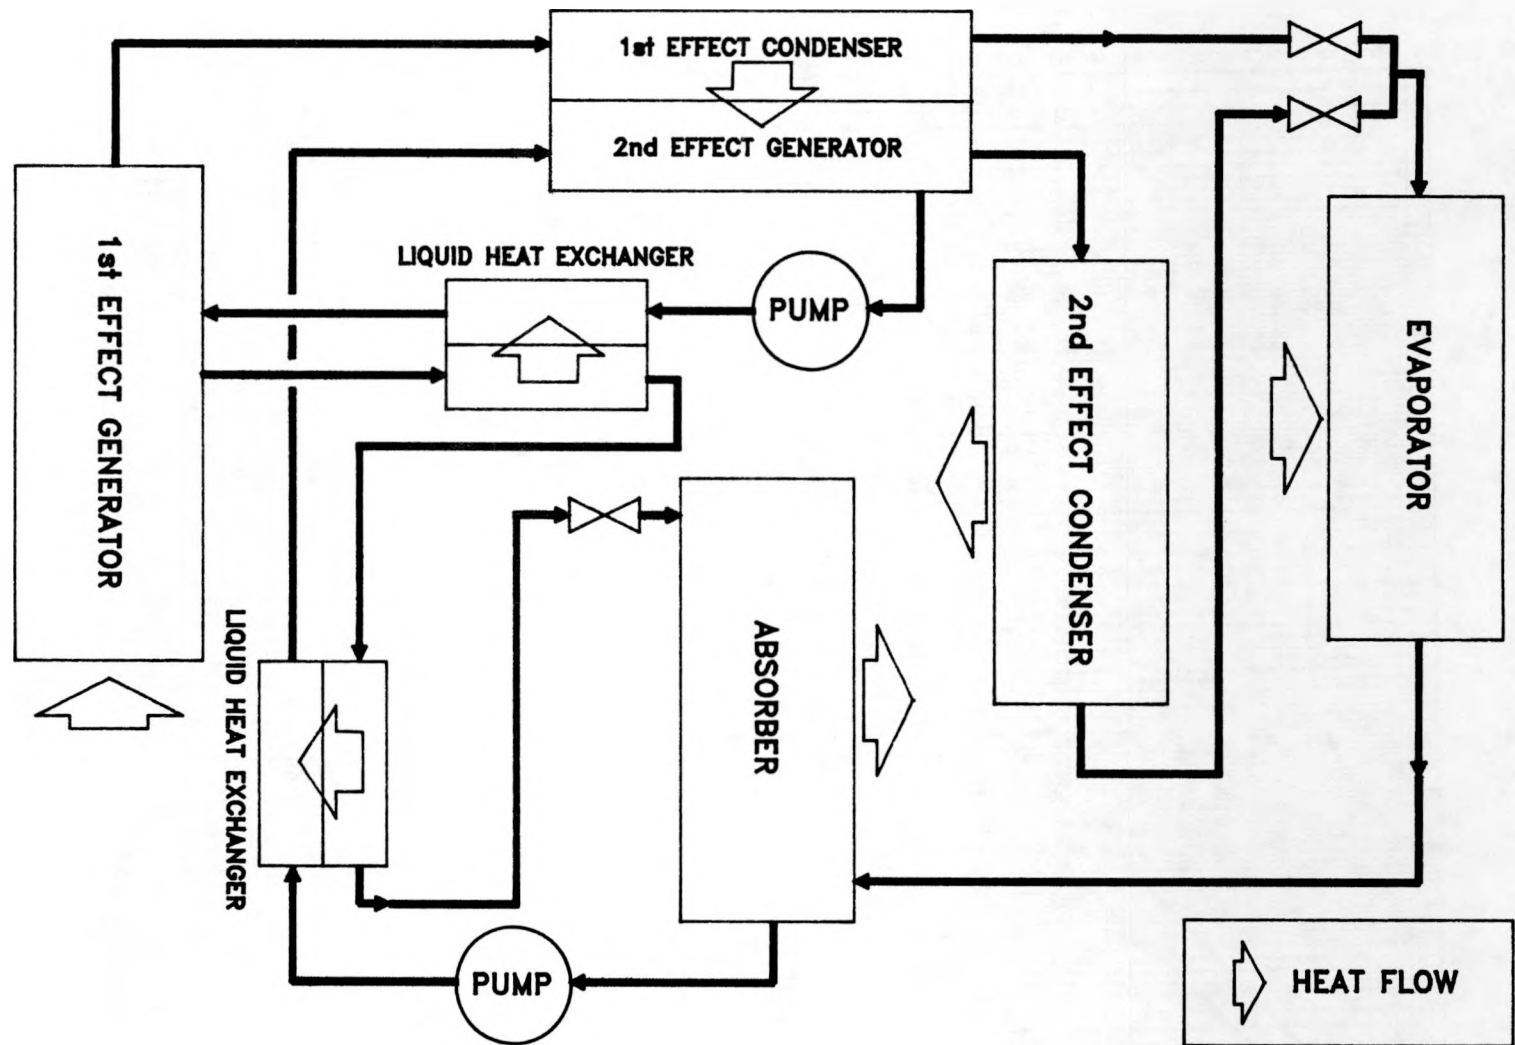 1st EFFECT CONDENSER
2nd EFFECT GENERATOR
1st EFFECT GENERATOR
LIQUID HEAT EXCHANGER
PUMP
2nd EFFECT CONDENSER
EVAPORATOR
ABSORBER
LIQUID HEAT EXCHANGER
PUMP
HEAT FLOW